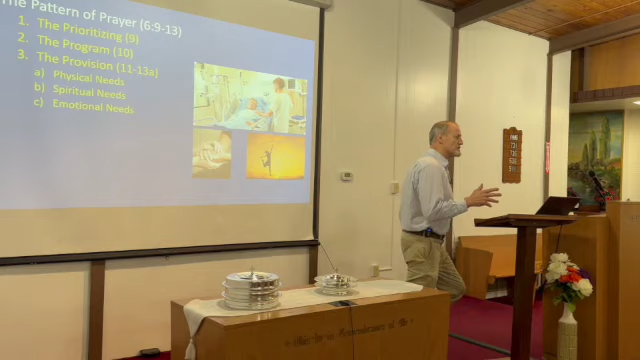 The Pattern of Prayer (6:9-13)
1. The Prioritizing (9)
2. The Program (10)
3. The Provision (11-13a)
a) Physical Needs
b) Spiritual Needs
c) Emotional Needs